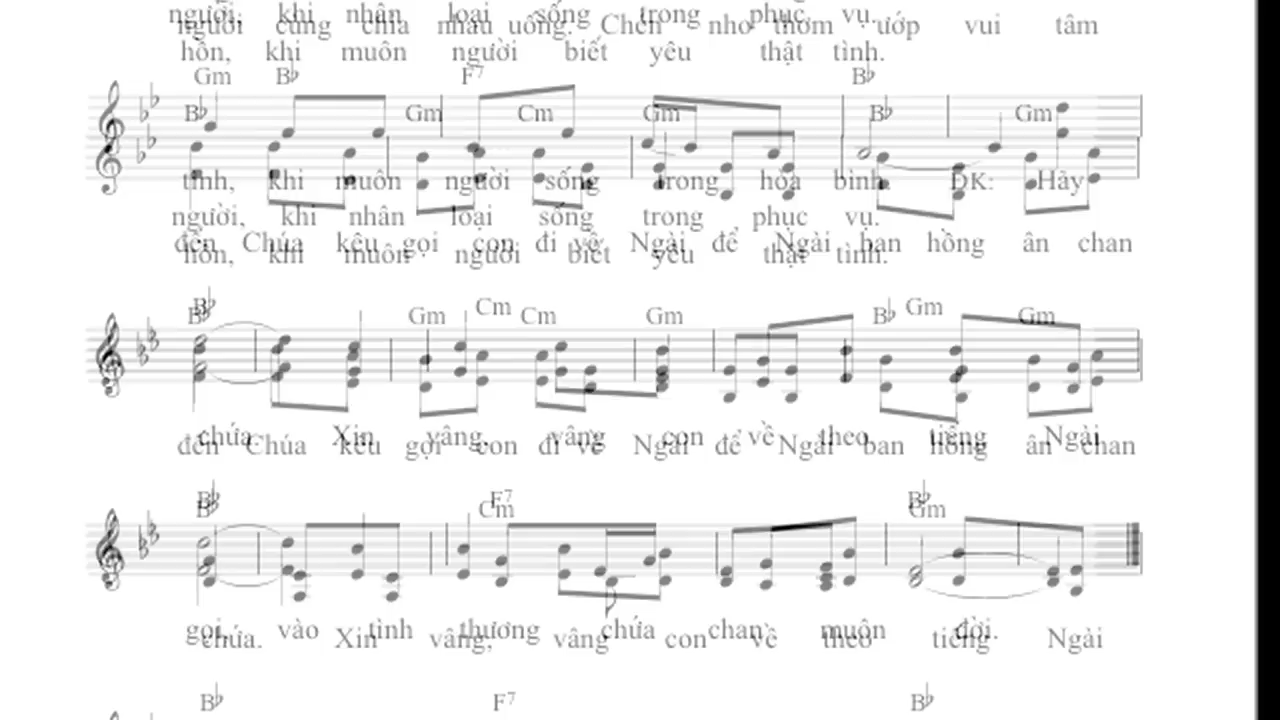 người, khi nhân loại sống trong phục vụ.
người cùng chia nhau uống. Chén nho thơm ướp vui tâm
hồn, khi muôn người biết yêu thật tình.
Gm B♭ F7 B♭
B♭ Gm Cm Gm B♭ Gm
tính, khi muôn người sống trong hòa bình. ĐK: Hãy
người, khi nhân loại sống trong phục vụ.
đến Chúa kêu gọi con đi về Ngài để Ngài ban hồng ân chan
hồn, khi muôn người biết yêu thật tình.
B♭ Cm Gm
B♭ Gm Cm Gm B♭ Gm
chứa. Xin vâng, vâng con về theo tiếng Ngài
đến Chúa kêu gọi con đi về Ngài để Ngài ban hồng ân chan
B♭ F7 B♭
B♭ Cm Gm
gọi, vào tình thương chứa chan muôn đời.
chứa. Xin vâng, vâng con về theo tiếng Ngài
B♭ F7 B♭